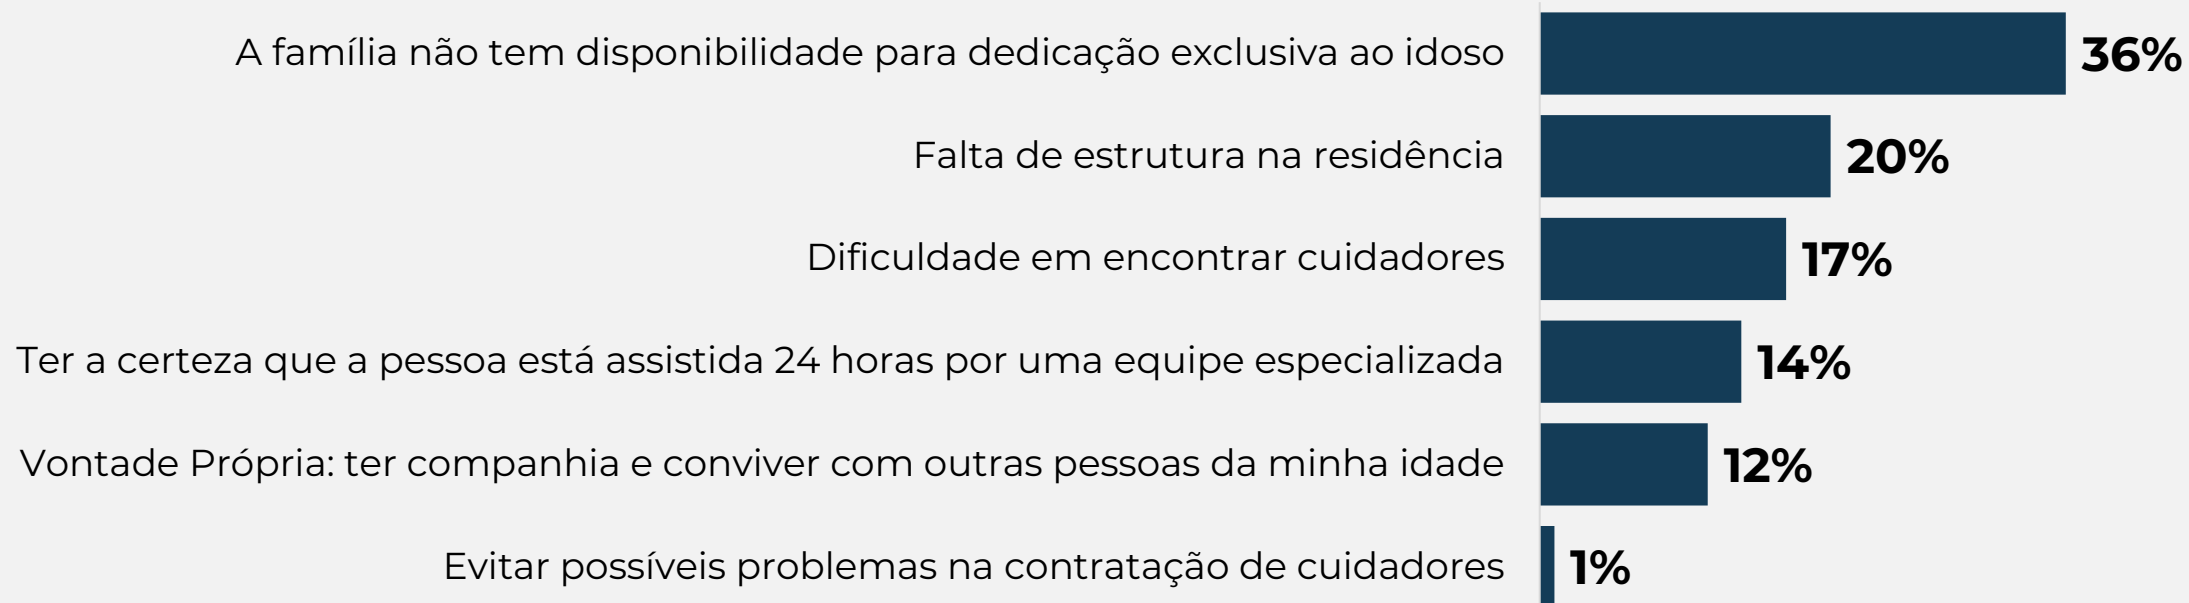 A família não tem disponibilidade para dedicação exclusiva ao idoso 36%
Falta de estrutura na residência 20%
Dificuldade em encontrar cuidadores 17%
Ter a certeza que a pessoa está assistida 24 horas por uma equipe especializada 14%
Vontade Própria: ter companhia e conviver com outras pessoas da minha idade 12%
Evitar possíveis problemas na contratação de cuidadores 1%